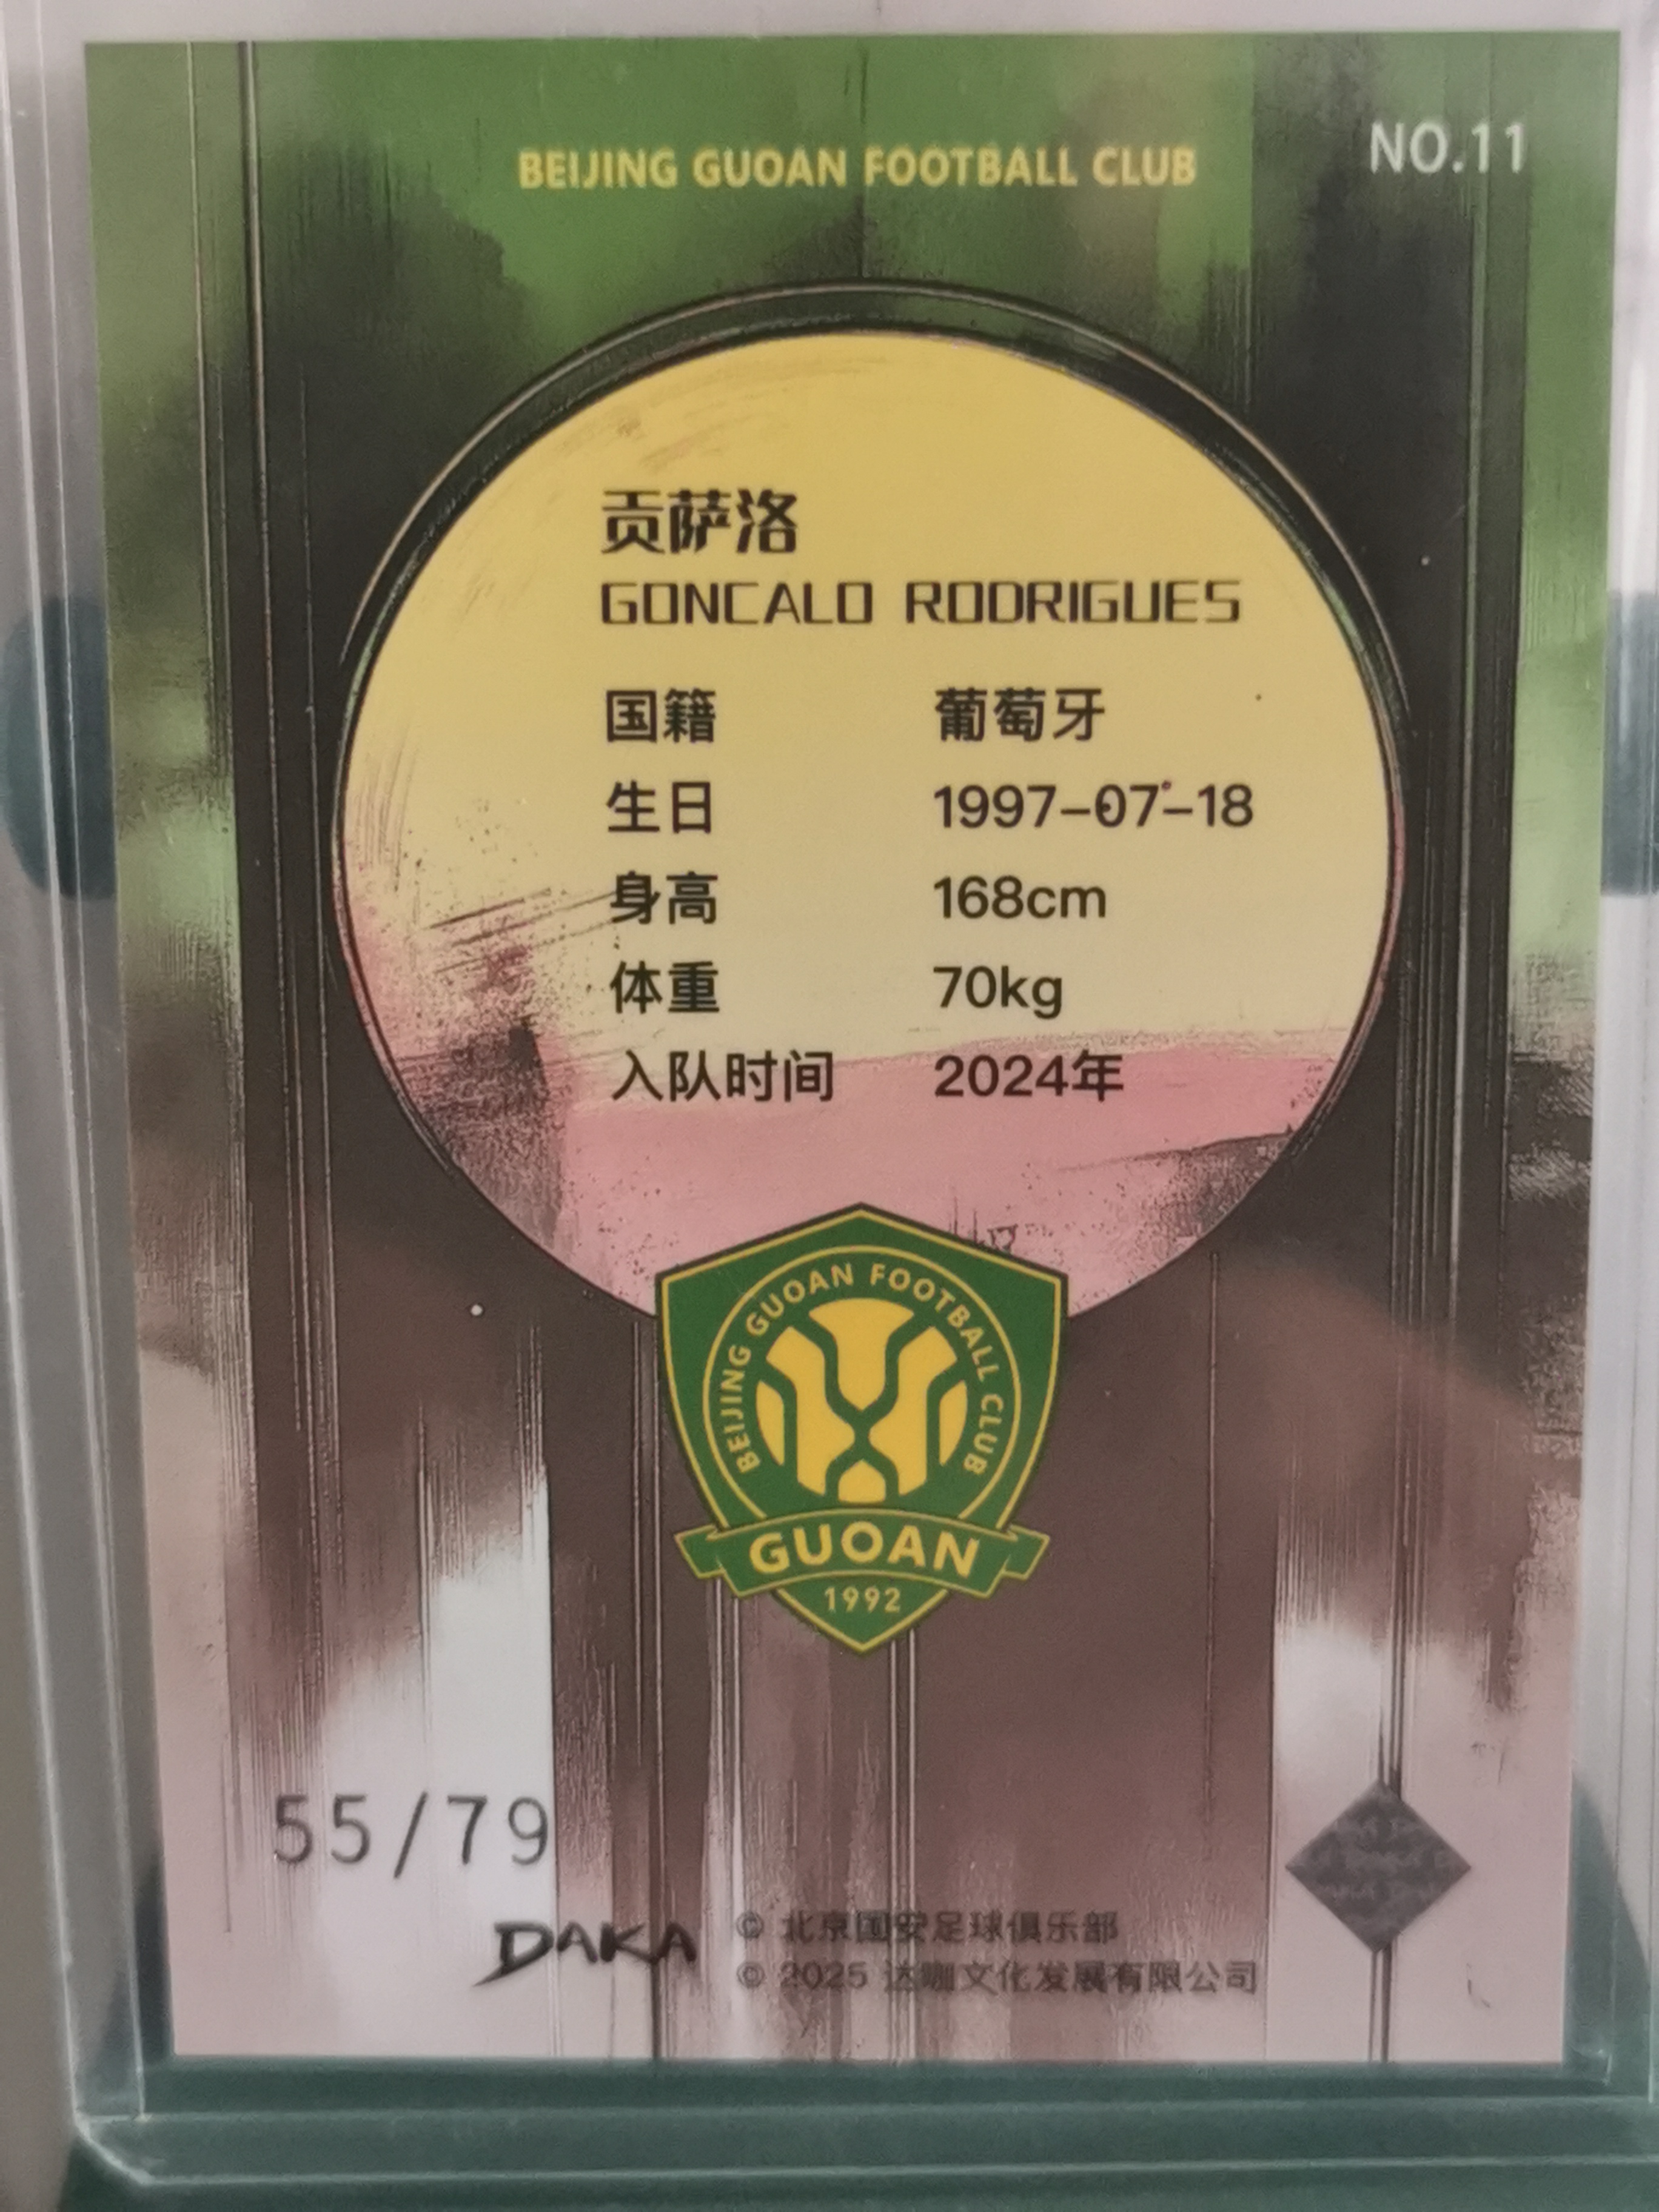 BEIJING GUOAN FOOTBALL CLUB
NO.11
贡萨洛
GONCALO RODRIGUES
国籍 葡萄牙
生日 1997-07-18
身高 168cm
体重 70kg
入队时间 2024年
BEIJING GUOAN FOOTBALL CLUB
GUOAN
1992
55/79
DAKA
© 北京国安足球俱乐部
© 2025 达咖文化发展有限公司